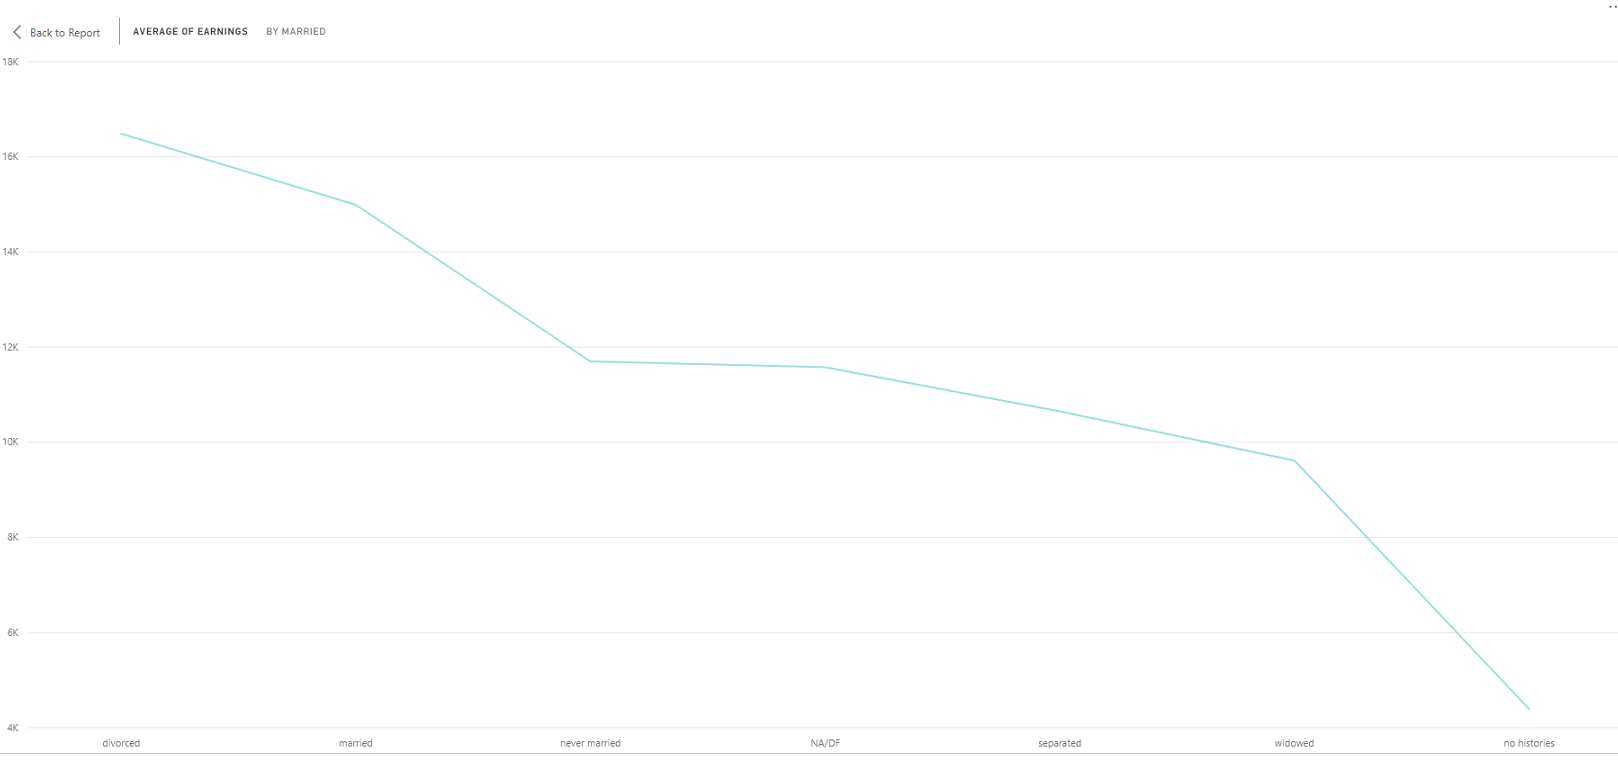 Back to Report AVERAGE OF EARNINGS BY MARRIED
18K
16K
14K
12K
10K
8K
6K
4K
divorced married never married NA/DF separated widowed no histories